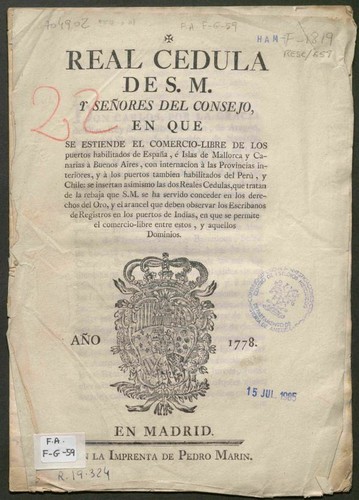 F.A. F-G-59
✠
REAL CEDULA
DE S. M.
Y SEÑORES DEL CONSEJO,
EN QUE
SE ESTIENDE EL COMERCIO-LIBRE DE LOS
puertos habilitados de España, é Islas de Mallorca y Ca-
narias à Buenos Aires, con internacion à las Provincias in-
teriores, y à los puertos tambien habilitados del Perú, y
Chile: se insertan asimismo las dos Reales Cedulas, que tratan
de la rebaja que S.M. se ha servido conceder en los dere-
chos del Oro, y el arancel que deben observar los Escribanos
de Registros en los puertos de Indias, en que se permite
el comercio-libre entre estos, y aquellos
Dominios.
22
AÑO 1778.
15 JUL. 1985
EN MADRID.
LA IMPRENTA DE PEDRO MARIN.
F.A.
F-G-59
R-19.324